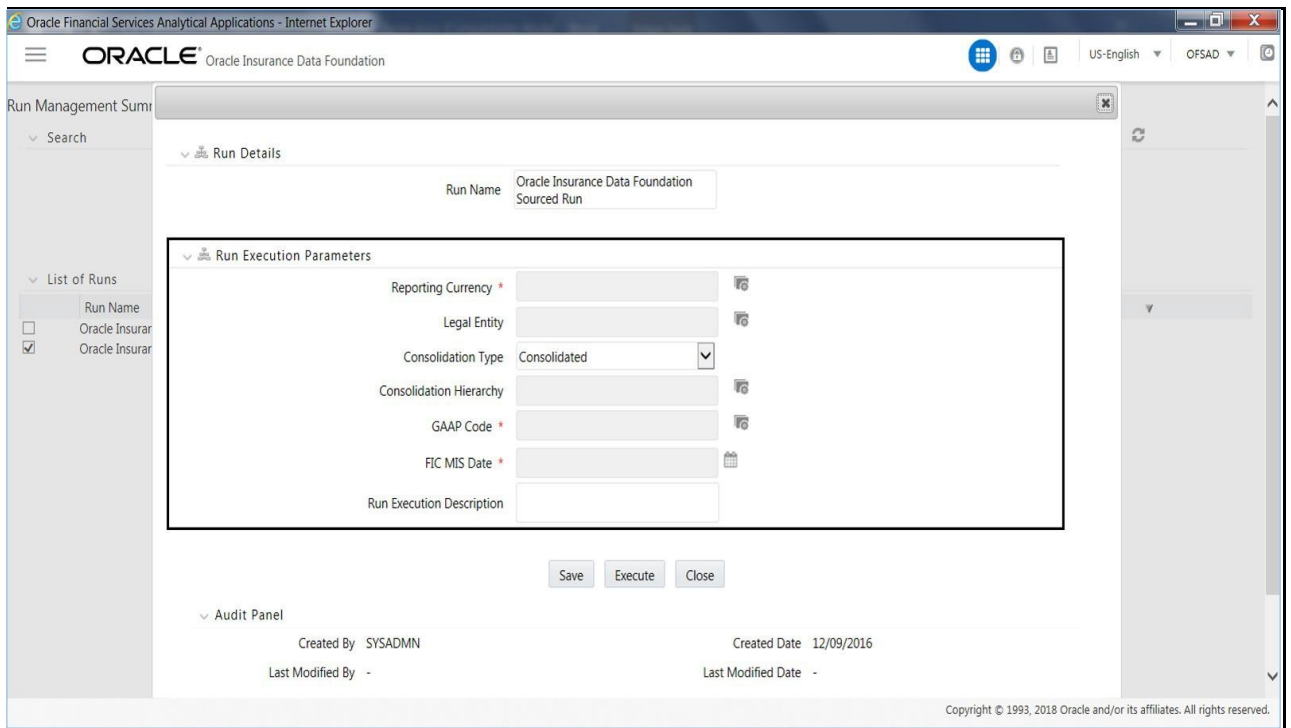 Oracle Financial Services Analytical Applications - Internet Explorer
ORACLE® Oracle Insurance Data Foundation
US-English
OFSAD
Run Management Sumr
Search
Run Details
Run Name
Oracle Insurance Data Foundation
Sourced Run
Run Execution Parameters
List of Runs
Reporting Currency *
Run Name
Legal Entity
Oracle Insurar
Consolidation Type Consolidated
Oracle Insurar
Consolidation Hierarchy
GAAP Code *
FIC MIS Date *
Run Execution Description
Save Execute Close
Audit Panel
Created By SYSADMN Created Date 12/09/2016
Last Modified By - Last Modified Date -
Copyright © 1993, 2018 Oracle and/or its affiliates. All rights reserved.